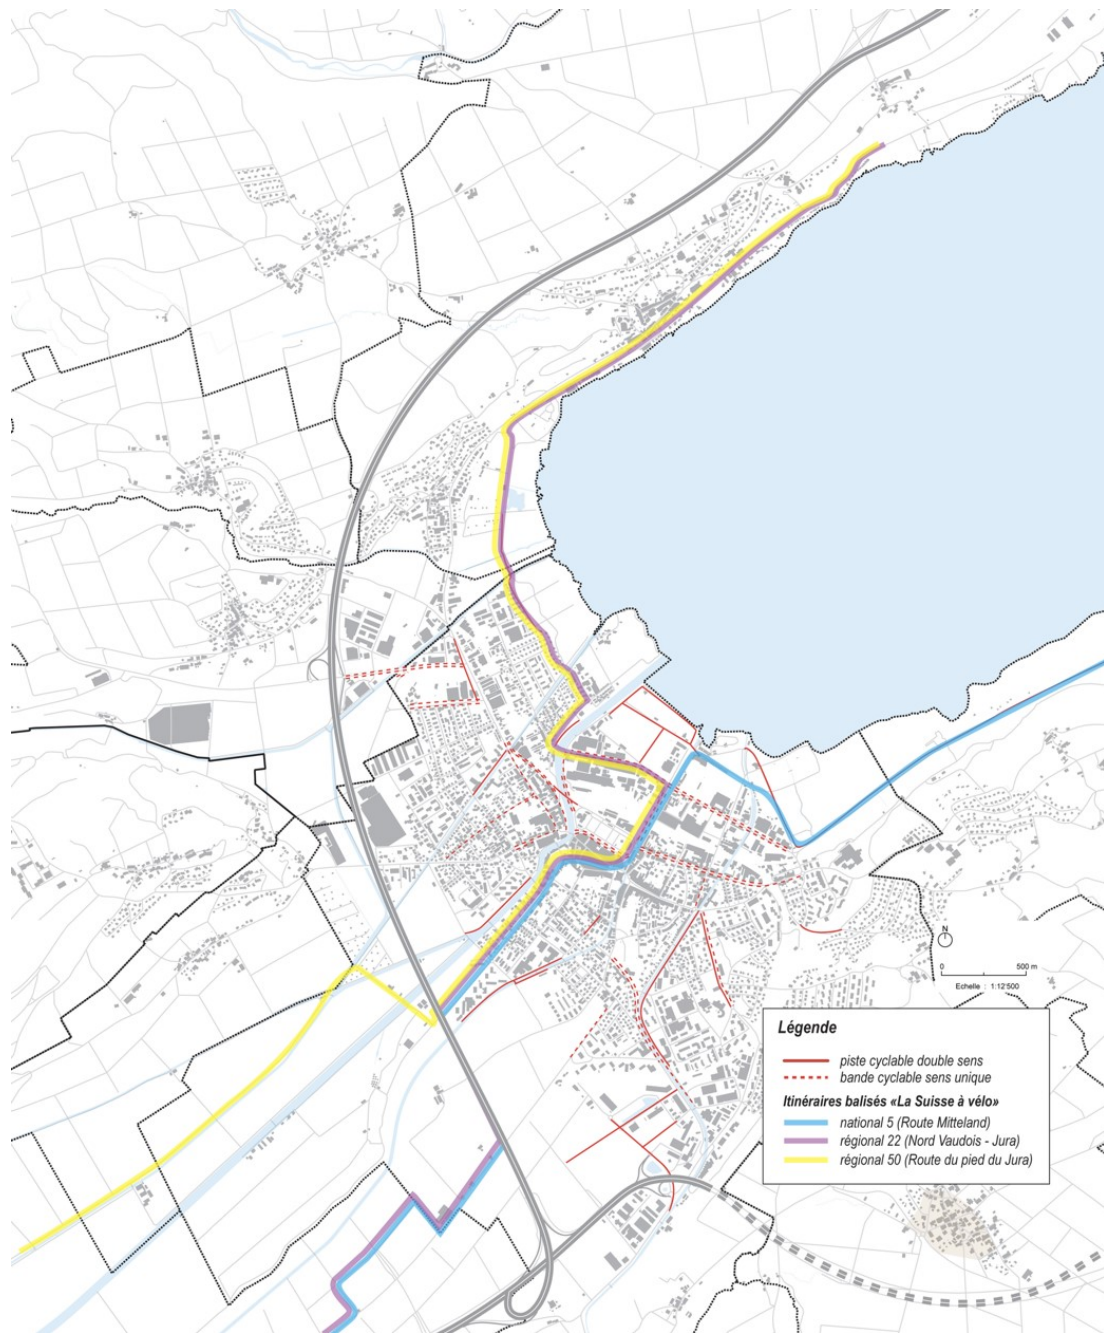 N
0 500 m
Echelle : 1:12'500
Légende
piste cyclable double sens
bande cyclable sens unique
Itinéraires balisés «La Suisse à vélo»
national 5 (Route Mitteland)
régional 22 (Nord Vaudois - Jura)
régional 50 (Route du pied du Jura)